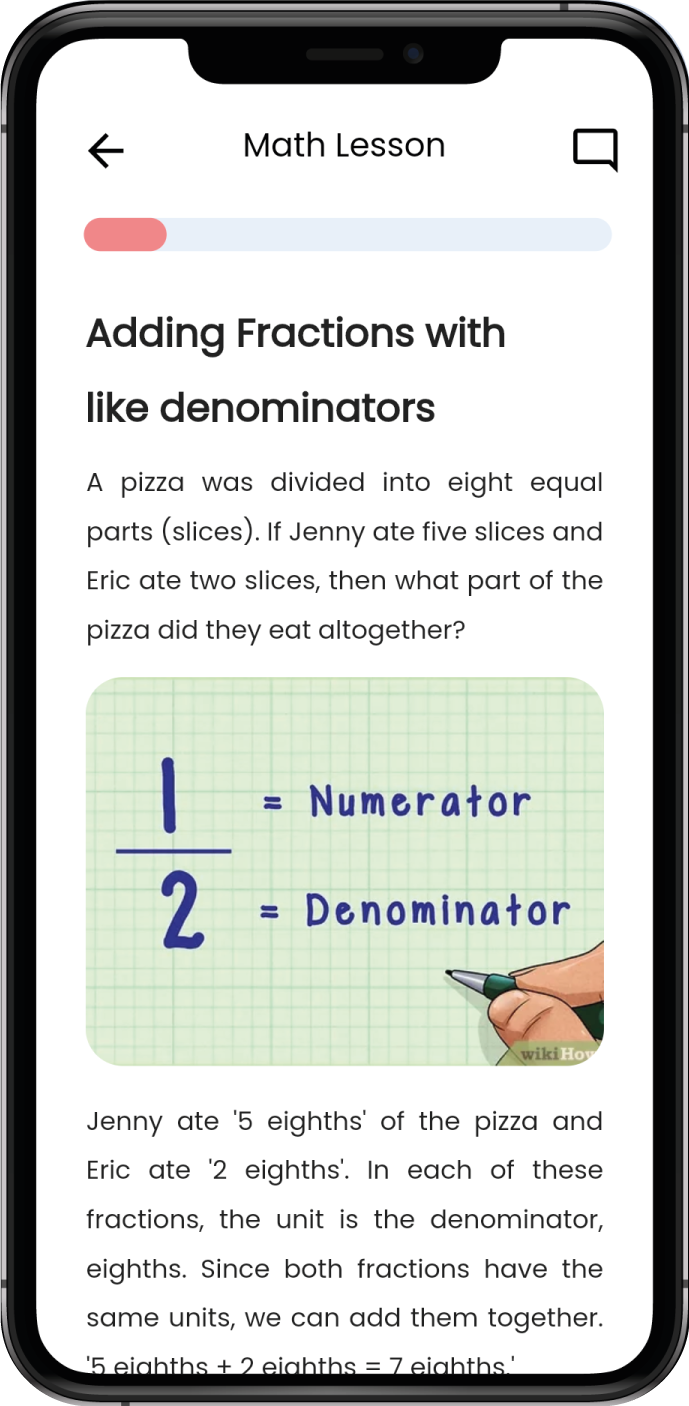 Math Lesson
Adding Fractions with
like denominators
A pizza was divided into eight equal
parts (slices). If Jenny ate five slices and
Eric ate two slices, then what part of the
pizza did they eat altogether?
1 = Numerator
2 = Denominator
wikiHow
Jenny ate '5 eighths' of the pizza and
Eric ate '2 eighths'. In each of these
fractions, the unit is the denominator,
eighths. Since both fractions have the
same units, we can add them together.
'5 eighths + 2 eighths = 7 eighths.'